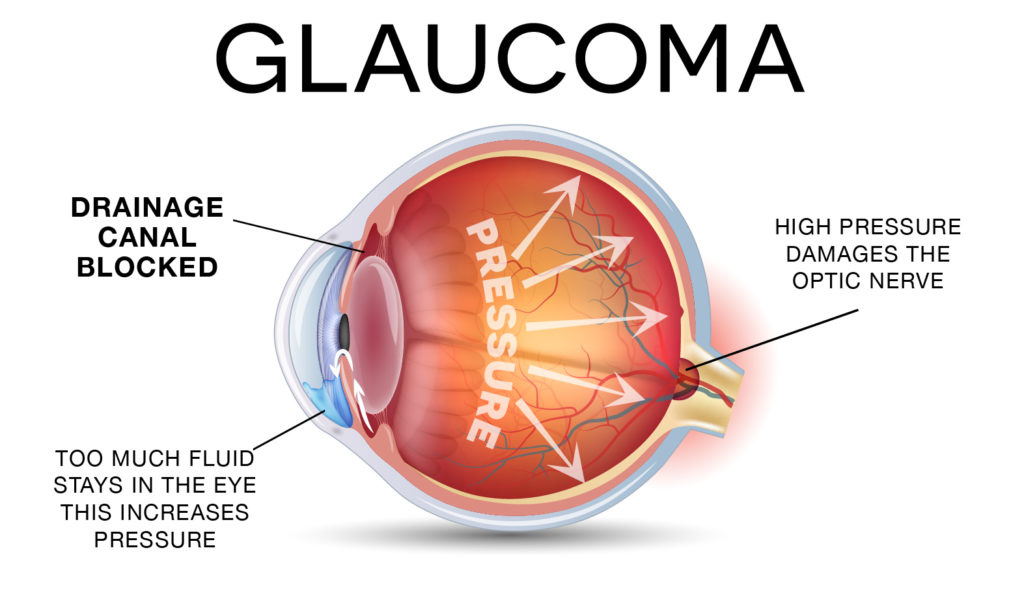 GLAUCOMA
DRAINAGE
CANAL
BLOCKED
HIGH PRESSURE
DAMAGES THE
OPTIC NERVE
PRESSURE
TOO MUCH FLUID
STAYS IN THE EYE
THIS INCREASES
PRESSURE